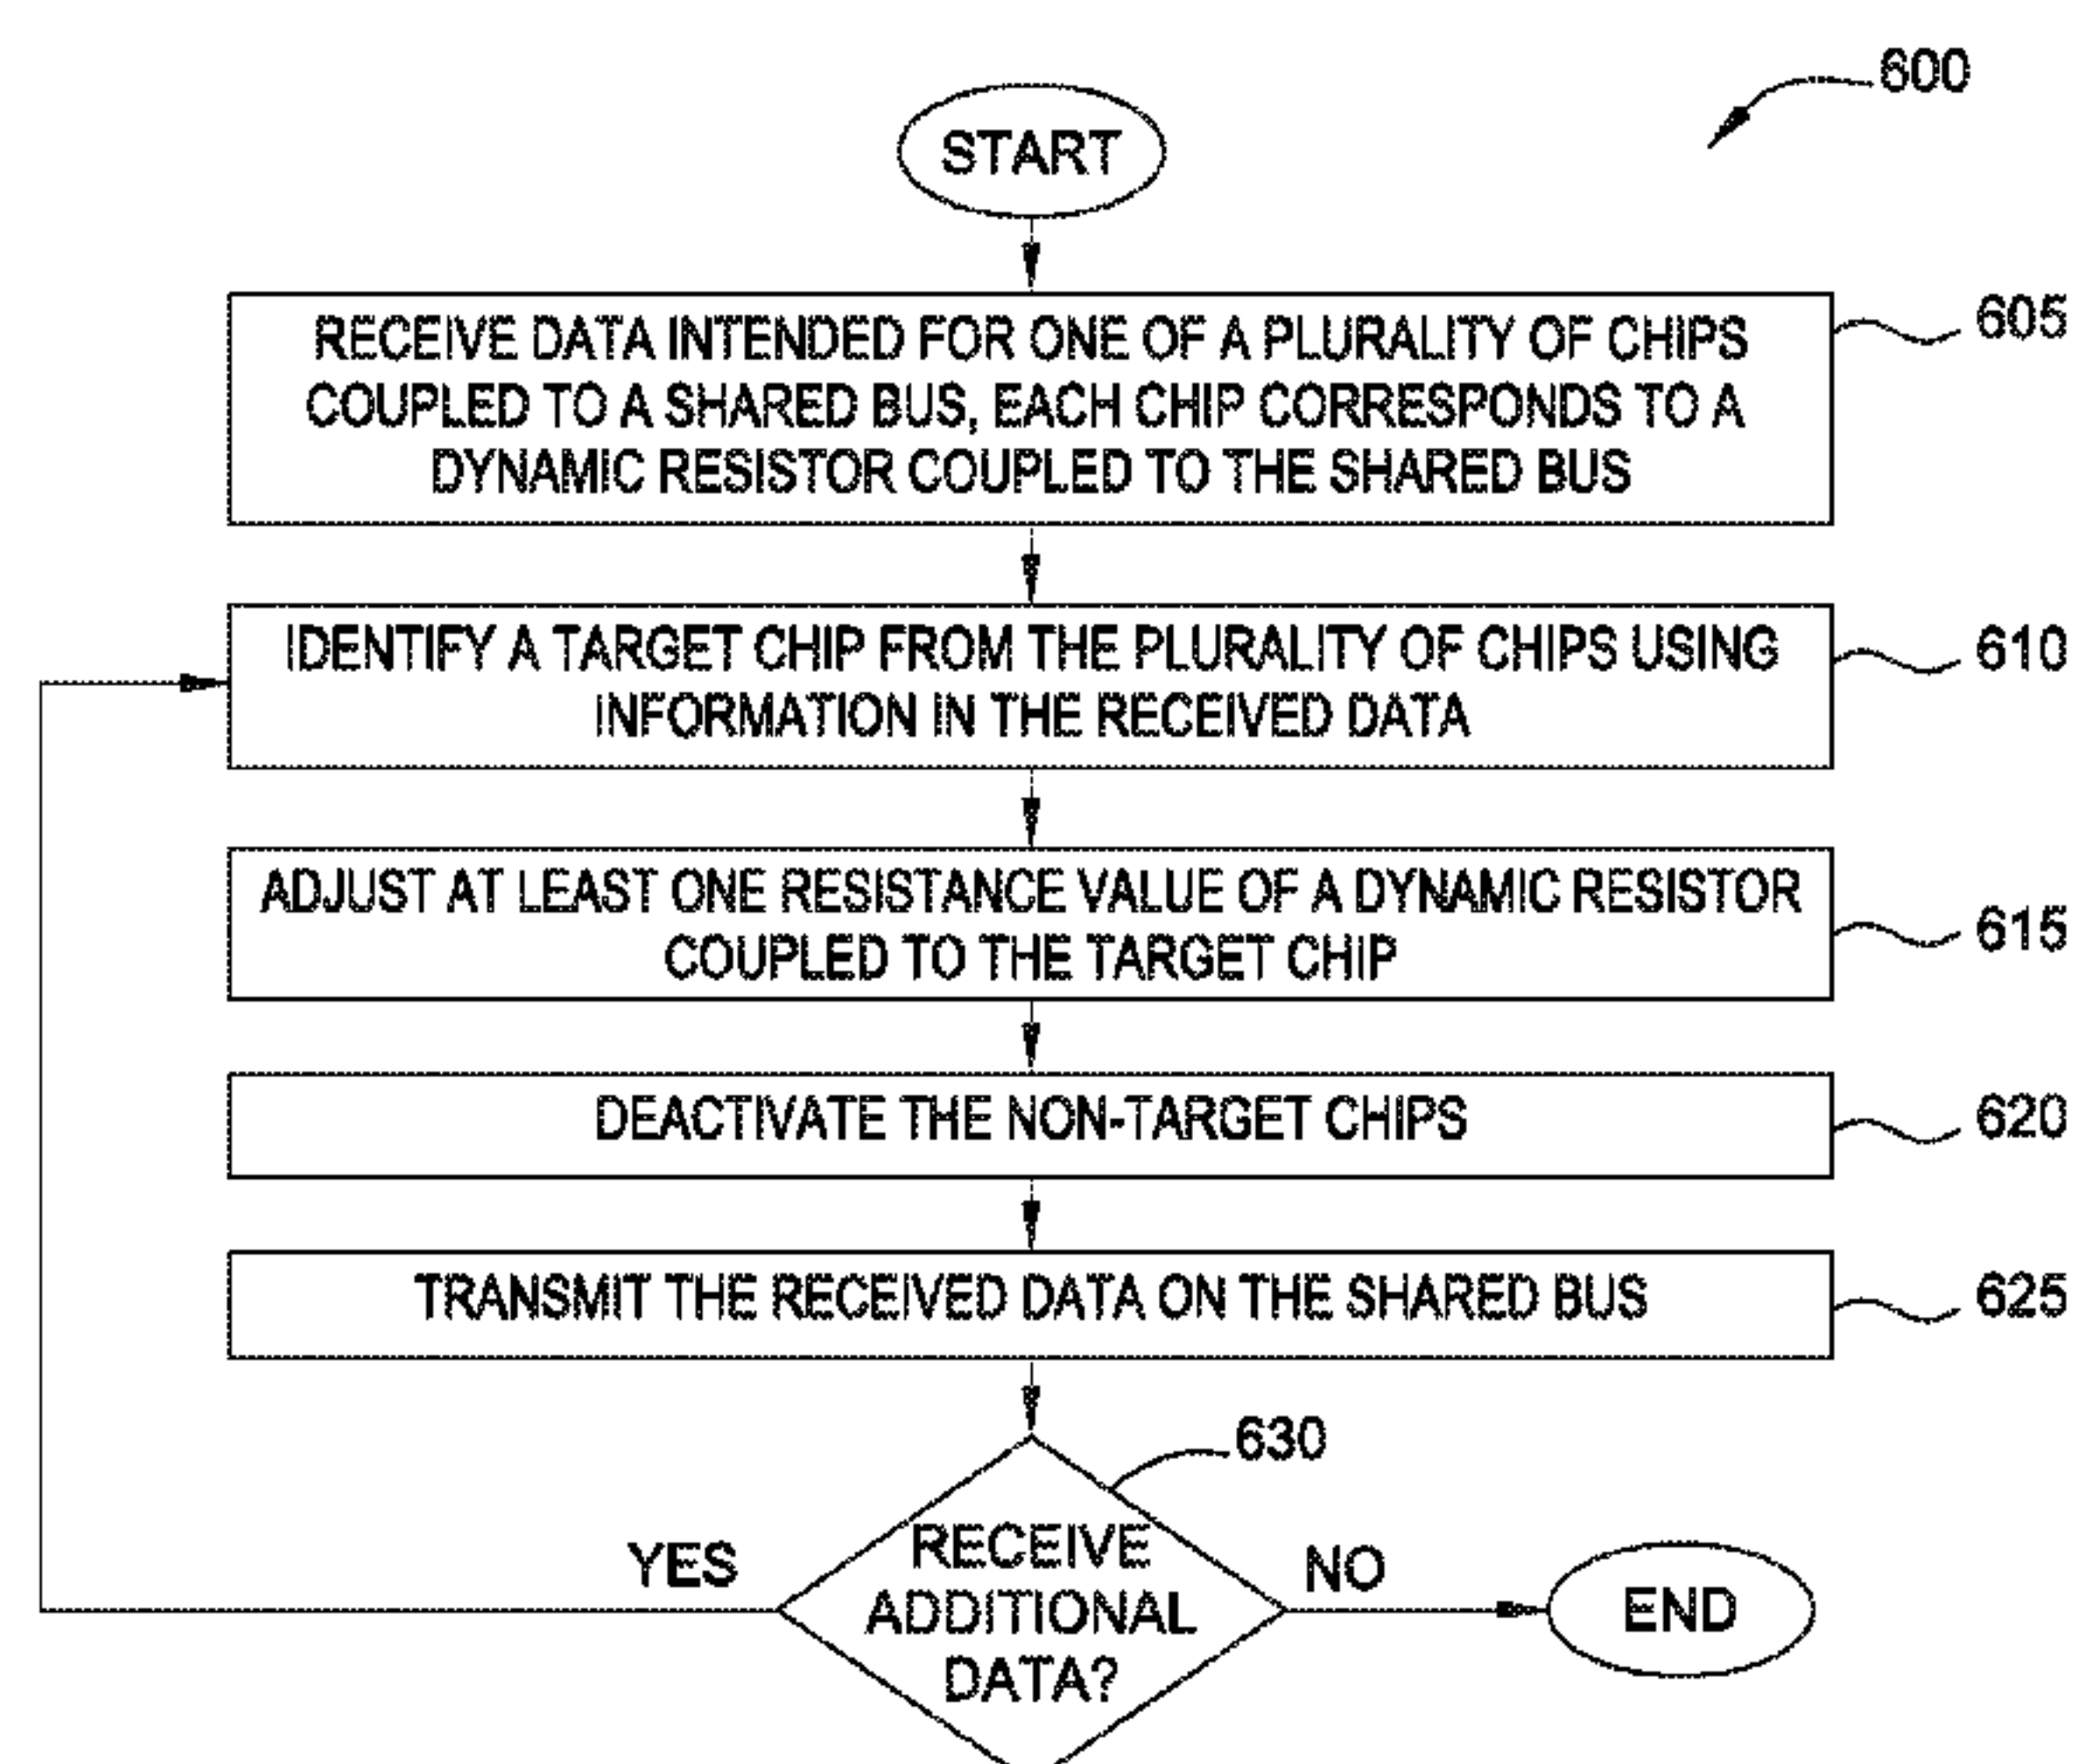 600
START
RECEIVE DATA INTENDED FOR ONE OF A PLURALITY OF CHIPS
COUPLED TO A SHARED BUS, EACH CHIP CORRESPONDS TO A
DYNAMIC RESISTOR COUPLED TO THE SHARED BUS
605
IDENTIFY A TARGET CHIP FROM THE PLURALITY OF CHIPS USING
INFORMATION IN THE RECEIVED DATA
610
ADJUST AT LEAST ONE RESISTANCE VALUE OF A DYNAMIC RESISTOR
COUPLED TO THE TARGET CHIP
615
DEACTIVATE THE NON-TARGET CHIPS
620
TRANSMIT THE RECEIVED DATA ON THE SHARED BUS
625
630
YES
RECEIVE
ADDITIONAL
DATA?
NO
END